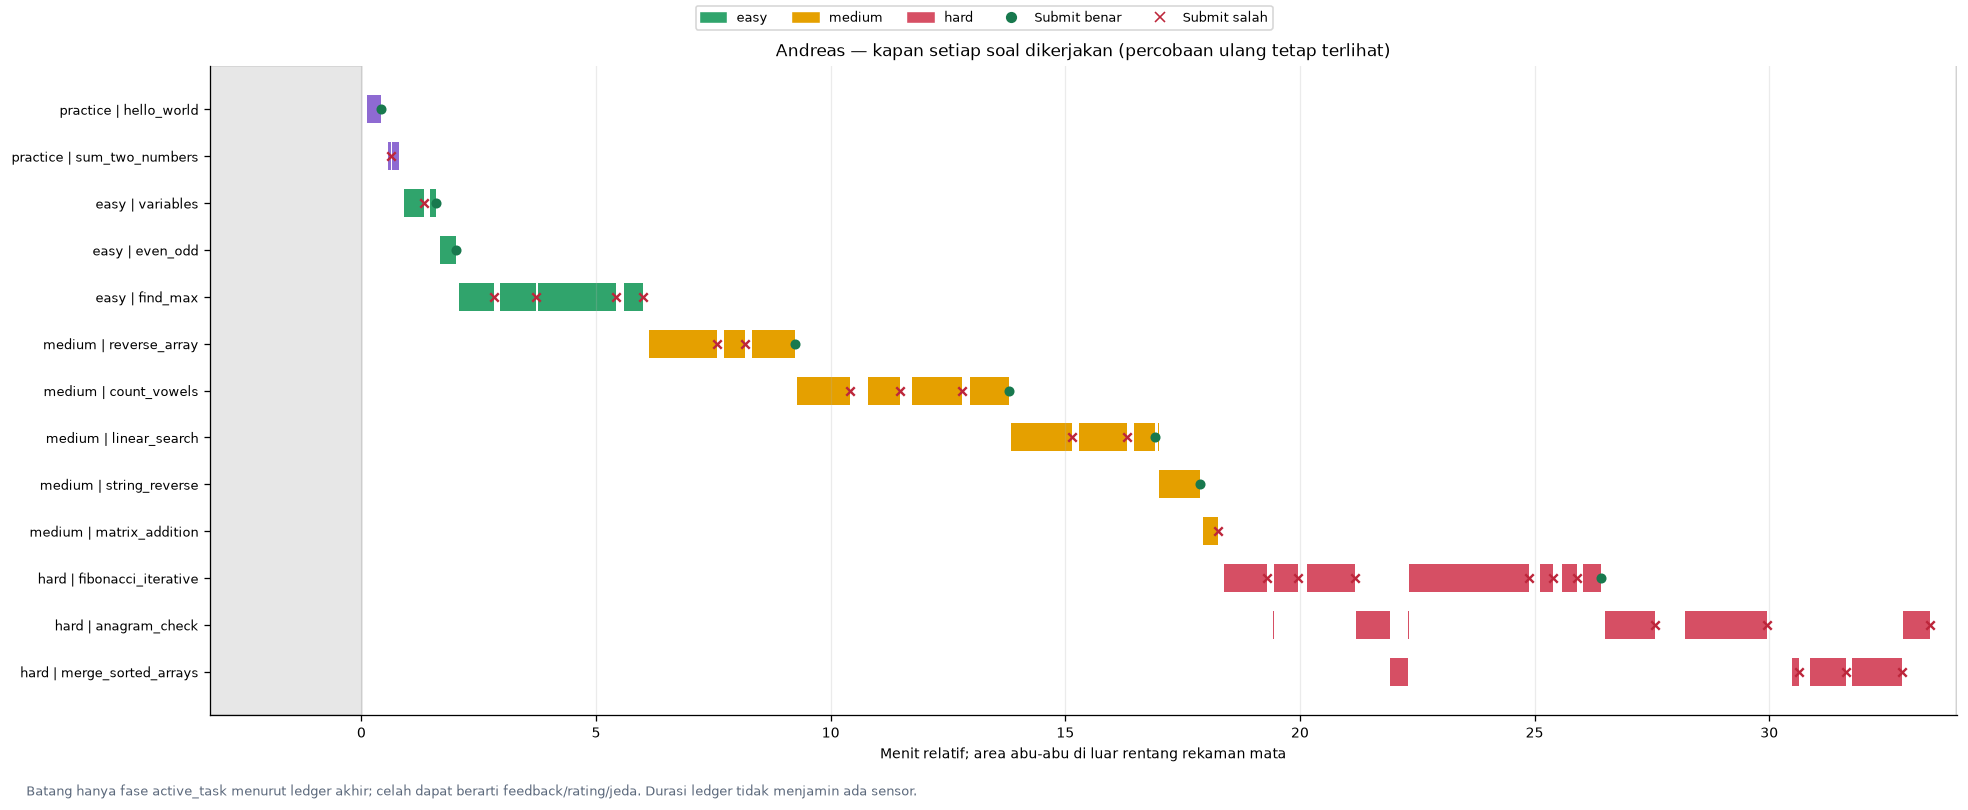 easy medium hard Submit benar Submit salah
Andreas — kapan setiap soal dikerjakan (percobaan ulang tetap terlihat)
practice | hello_world
practice | sum_two_numbers
easy | variables
easy | even_odd
easy | find_max
medium | reverse_array
medium | count_vowels
medium | linear_search
medium | string_reverse
medium | matrix_addition
hard | fibonacci_iterative
hard | anagram_check
hard | merge_sorted_arrays
0 5 10 15 20 25 30
Menit relatif; area abu-abu di luar rentang rekaman mata
Batang hanya fase active_task menurut ledger akhir; celah dapat berarti feedback/rating/jeda. Durasi ledger tidak menjamin ada sensor.